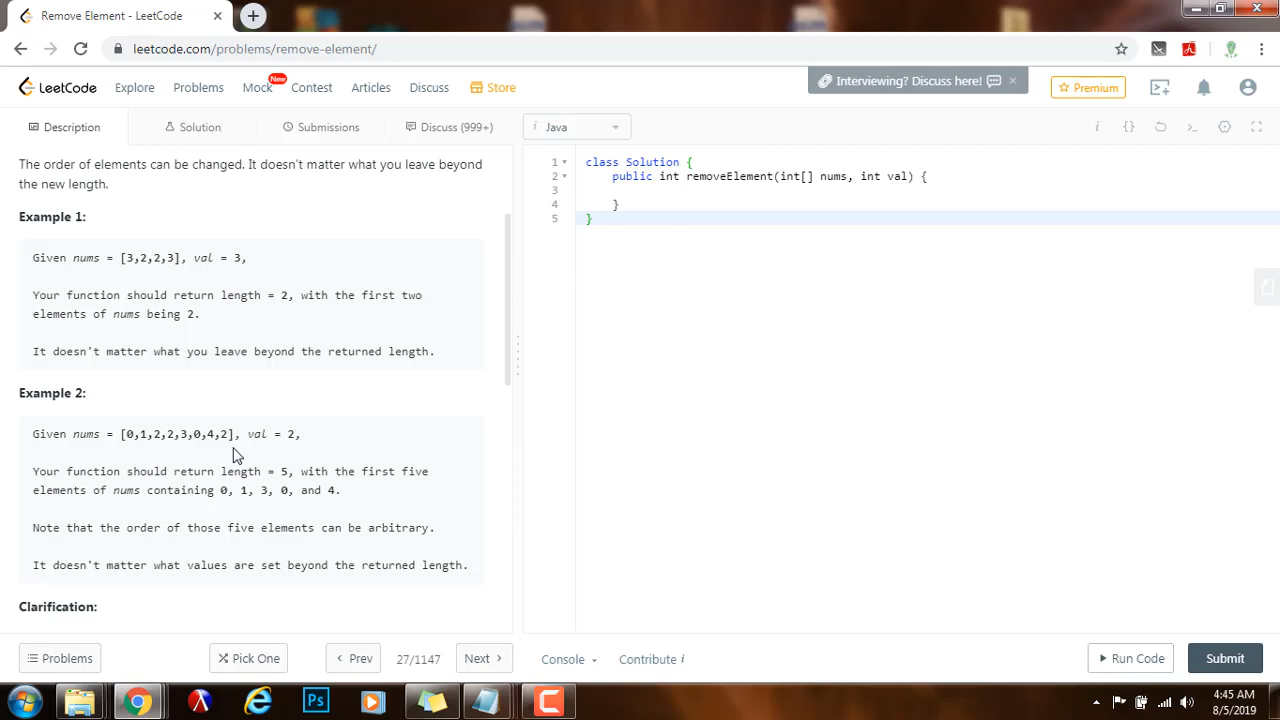 Remove Element - LeetCode
leetcode.com/problems/remove-element/
LeetCode Explore Problems Mock New Contest Articles Discuss Store Interviewing? Discuss here! Premium
Description Solution Submissions Discuss (999+) i Java
The order of elements can be changed. It doesn't matter what you leave beyond
the new length.
Example 1:
Given nums = [3,2,2,3], val = 3,
Your function should return length = 2, with the first two
elements of nums being 2.
It doesn't matter what you leave beyond the returned length.
Example 2:
Given nums = [0,1,2,2,3,0,4,2], val = 2,
Your function should return length = 5, with the first five
elements of nums containing 0, 1, 3, 0, and 4.
Note that the order of those five elements can be arbitrary.
It doesn't matter what values are set beyond the returned length.
Clarification:
1 class Solution {
2 public int removeElement(int[] nums, int val) {
3
4 }
5 }
Problems Pick One Prev 27/1147 Next Console Contribute i Run Code Submit
Ps
4:45 AM
8/5/2019